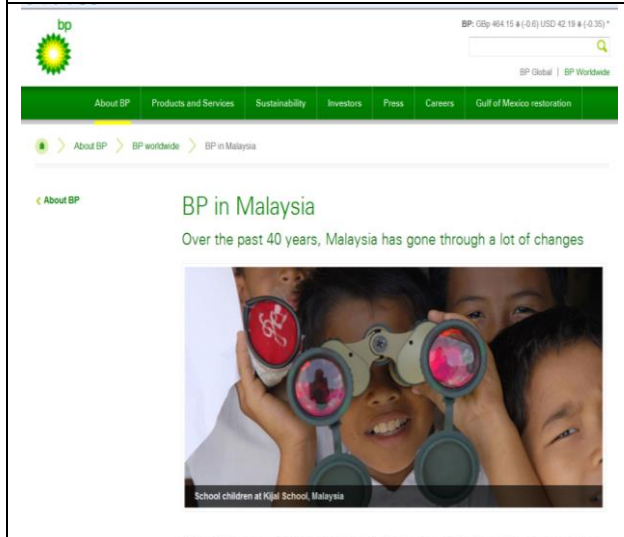 bp
BP: GBp 464.15 (-0.6) USD 42.19 (-0.35) *
BP Global | BP Worldwide
About BP Products and Services Sustainability Investors Press Careers Gulf of Mexico restoration
About BP BP worldwide BP in Malaysia
About BP
BP in Malaysia
Over the past 40 years, Malaysia has gone through a lot of changes
School children at Kijal School, Malaysia